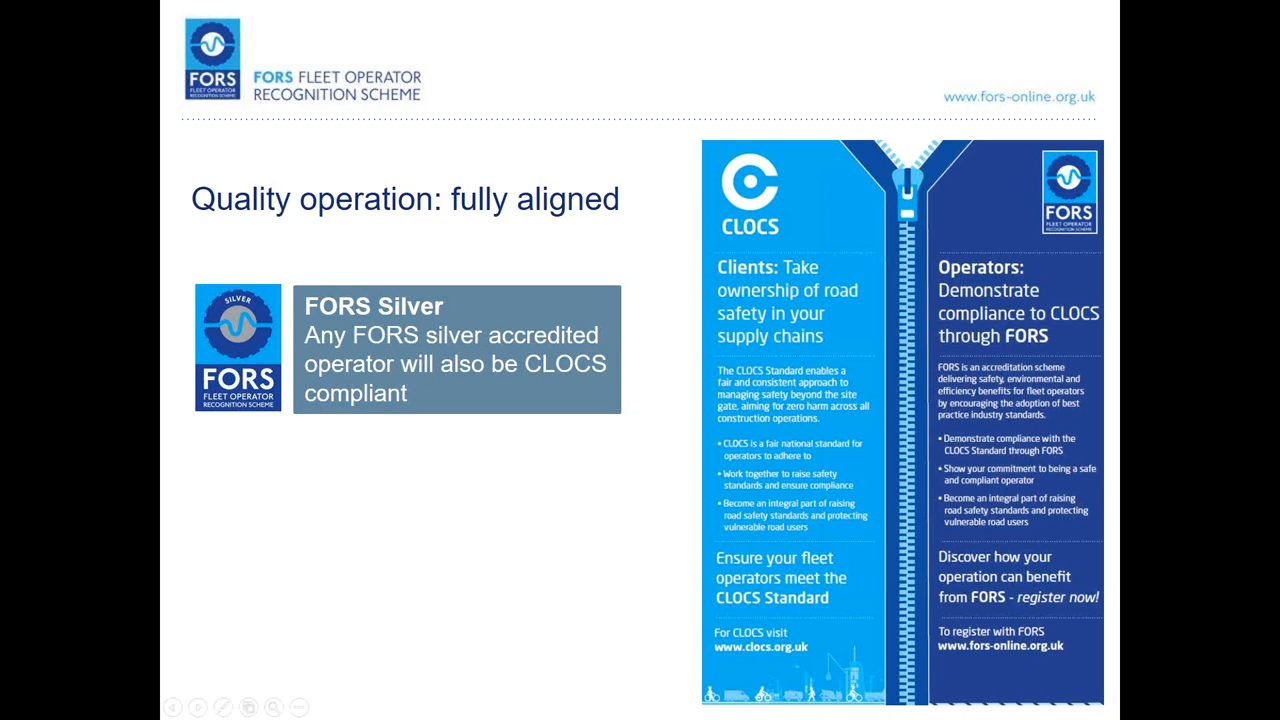 FORS
FLEET OPERATOR
RECOGNITION SCHEME
FORS FLEET OPERATOR
RECOGNITION SCHEME
www.fors-online.org.uk
Quality operation: fully aligned
SILVER
FORS
FLEET OPERATOR
RECOGNITION SCHEME
FORS Silver
Any FORS silver accredited
operator will also be CLOCS
compliant
CLOCS
Clients: Take
ownership of road
safety in your
supply chains
The CLOCS Standard enables a
fair and consistent approach to
managing safety beyond the site
gate, aiming for zero harm across all
construction operations.
• CLOCS is a fair national standard for
operators to adhere to
• Work together to raise safety
standards and ensure compliance
• Become an integral part of raising
road safety standards and protecting
vulnerable road users
Ensure your fleet
operators meet the
CLOCS Standard
For CLOCS visit
www.clocs.org.uk
FORS
FLEET OPERATOR
RECOGNITION SCHEME
Operators:
Demonstrate
compliance to CLOCS
through FORS
FORS is an accreditation scheme
delivering safety, environmental and
efficiency benefits for fleet operators
by encouraging the adoption of best
practice industry standards.
• Demonstrate compliance with the
CLOCS Standard through FORS
• Show your commitment to being a safe
and compliant operator
• Become an integral part of raising
road safety standards and protecting
vulnerable road users
Discover how your
operation can benefit
from FORS - register now!
To register with FORS
www.fors-online.org.uk